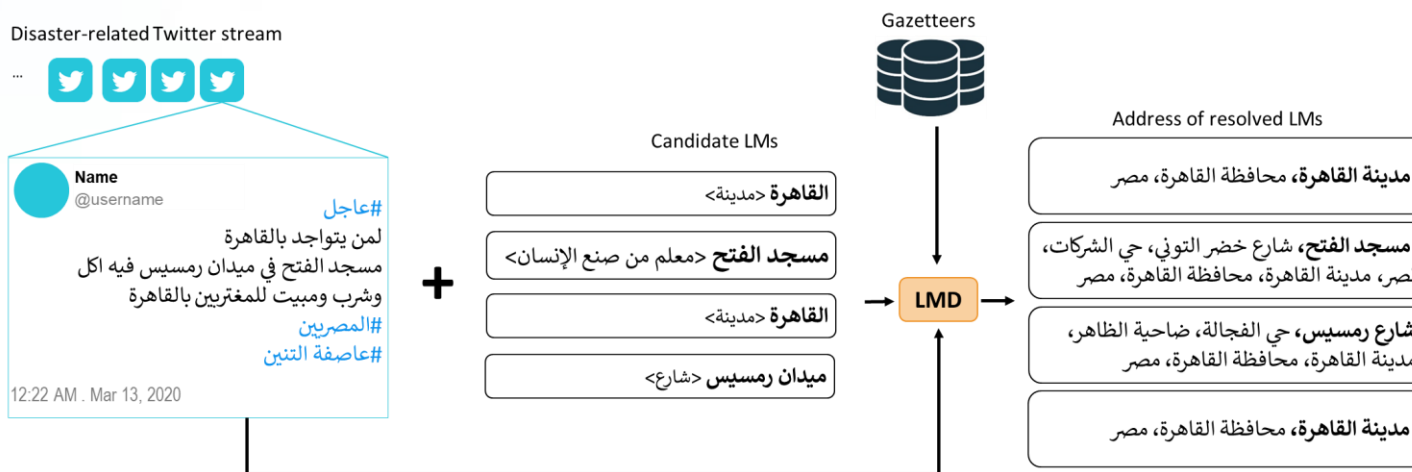 Disaster-related Twitter stream
...
Name
@username
#عاجل
لمن يتواجد بالقاهرة
مسجد الفتح في ميدان رمسيس فيه اكل
وشرب ومبيت للمغتربين بالقاهرة
#المصريين
#عاصفة التنين
12:22 AM . Mar 13, 2020
+
Candidate LMs
القاهرة <مدينة>
مسجد الفتح <معلم من صنع الإنسان>
القاهرة <مدينة>
ميدان رمسيس <شارع>
Gazetteers
LMD
Address of resolved LMs
مدينة القاهرة، محافظة القاهرة، مصر
مسجد الفتح، شارع خضر التوني، حي الشركات،
مدينة القاهرة، محافظة القاهرة، مصر
شارع رمسيس، حي الفجالة، ضاحية الظاهر،
مدينة القاهرة، محافظة القاهرة، مصر
مدينة القاهرة، محافظة القاهرة، مصر